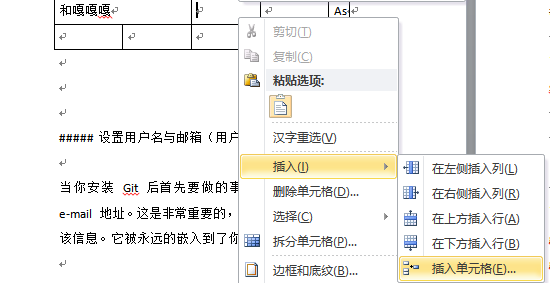 和嘎嘎嘎
As
##### 设置用户名与邮箱（用户
当你安装 Git 后首先要做的事
e-mail 地址。这是非常重要的，
该信息。它被永远的嵌入到了你
剪切(T)
复制(C)
粘贴选项:
汉字重选(V)
插入(I)
删除单元格(D)...
选择(C)
拆分单元格(P)...
边框和底纹(B)...
在左侧插入列(L)
在右侧插入列(R)
在上方插入行(A)
在下方插入行(B)
插入单元格(E)...